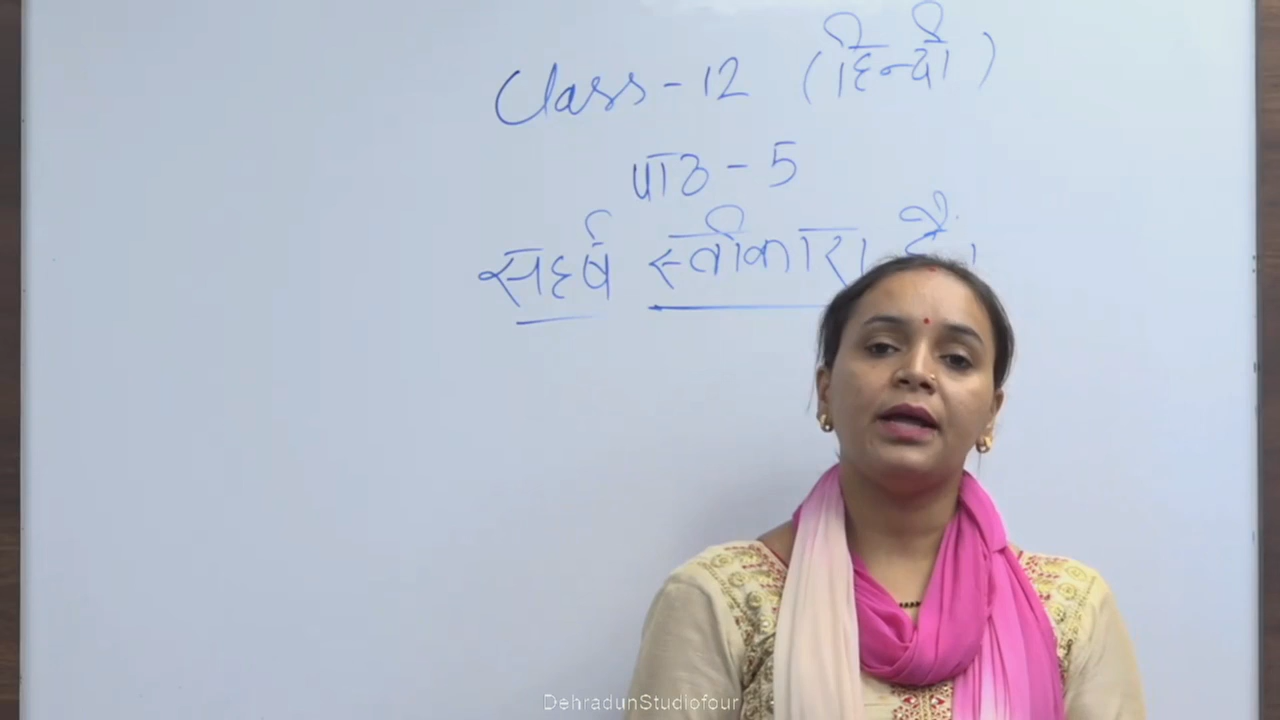 Class - 12 (हिन्दी)
पाठ - 5
सहर्ष स्वीकारा है।
DehradunStudiofour